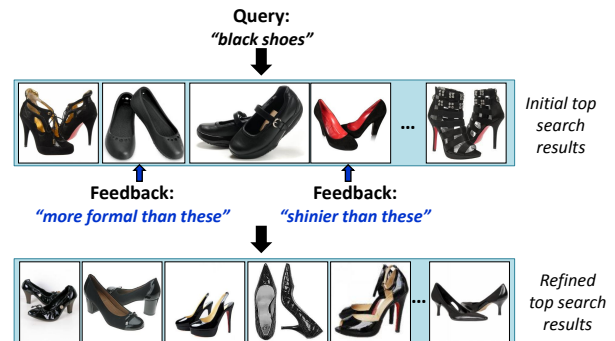 Query:
“black shoes”
...
Initial top
search
results
Feedback:
“more formal than these”
Feedback:
“shinier than these”
...
Refined
top search
results